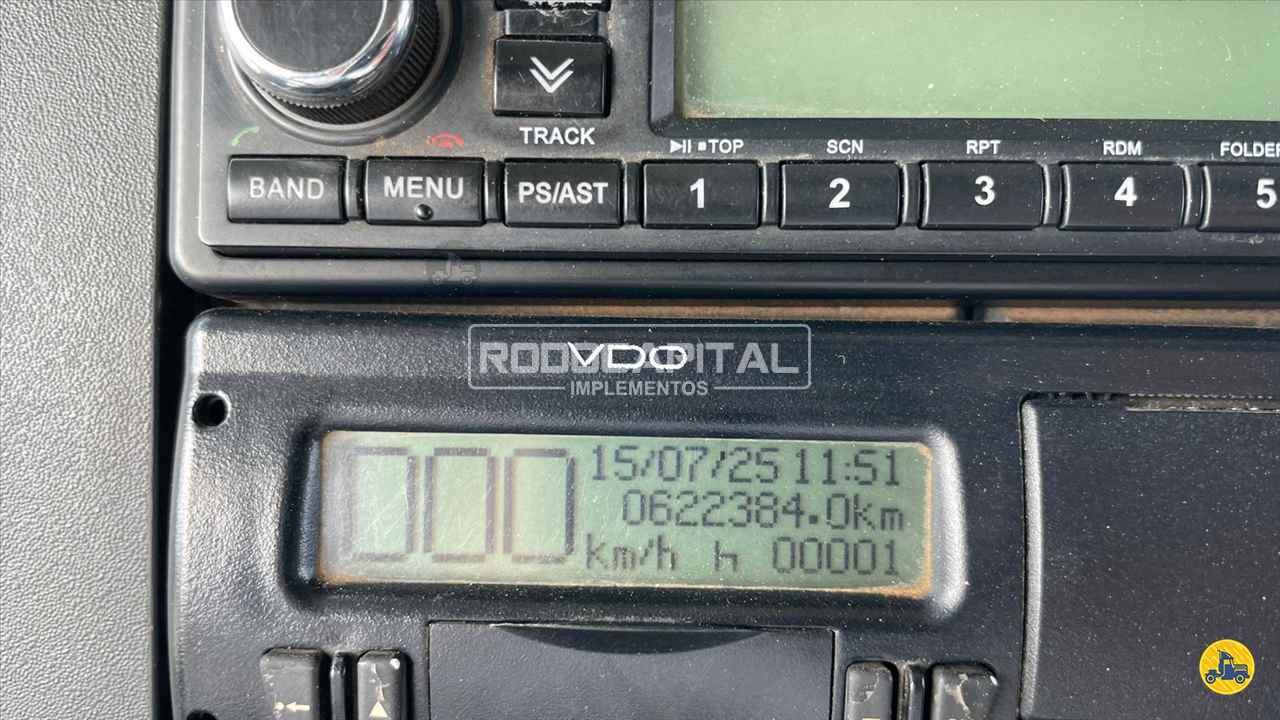 TRACK
▶II ■TOP SCN RPT RDM FOLDER
BAND MENU PS/AST 1 2 3 4 5
VDO
RODOCAPITAL
IMPLEMENTOS
000 15/07/25 11:51
0622384.0km
km/h 00001